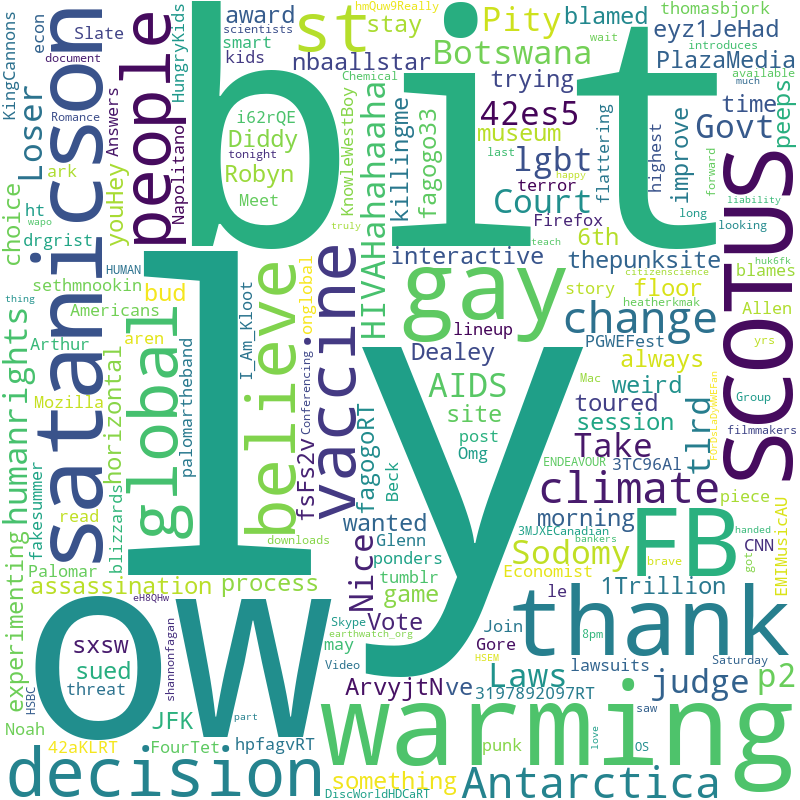 bit
ly
ow
SCOTUS
satanicson
people
st
gay
global
believe
vaccine
FB
thank
warming
decision
Antarctica
climate
change
Botswana
Pity
blamed
award
stay
nbaallstar
trying
42es5
museum
lgbt
Court
terror
Firefox
6th
thepunksite
floor
story
interactive
killingme
fagogo33
HIVAHahahaaha
KnowleWestBoy
Chemical
flattering
highest
improve
Govt
time
PlazaMedia
eyz1JeHad
thomasbjork
introduces
available
wait
much
peeps
forward
long
liability
looking
huk6fk
blames
citizenscience
heatherkmak
last
happy
teach
hmQuw9Really
scientists
smart
kids
HungryKids
Slate
econ
document
KingCannons
Loser
Romance
Answers
Napolitano
ark
ht
drgrist
choice
wapo
truly
youHey
sethmnookin
HUMAN
bud
Americans
aren
Arthur
thing
Mozilla
humanrights
horizontal
palomartheband
blizzards
fakesummer
read
Palomar
experimenting
assassination
process
downloads
i62rQE
Diddy
tonight
Robyn
Meet
I_Am_Kloot
onglobal
Conferencing
fsFs2v
fagogoRT
Beck
lineup
Dealey
AIDS
site
post
Omg
PGWEFest
always
weird
toured
session
Mac
tllrd
Take
3TC96Al
ENDEAVOUR
Allen
yrs
Group
filmmakers
piece
CNN
handed
got
EMIMusicAU
morning
3MJXECanadian
bankers
Sodomy
Economist
brave
1Trillion
le
wanted
Glenn
ponders
tumblr
game
Nice
Vote
Skype
earthwatch_org
may
Video
Gore
Join
HSEM
8pm
ArvyjtNve
Laws
3197892097RT
lawsuits
judge
p2
saw
Saturday
love
OS
punk
something
DiscWorldHDCaRT
sxsw
sued
threat
HSBC
Noah
shannonfagan
eH8QHw
JFK
FourTet
hpfagvRT
42aKLRT
part